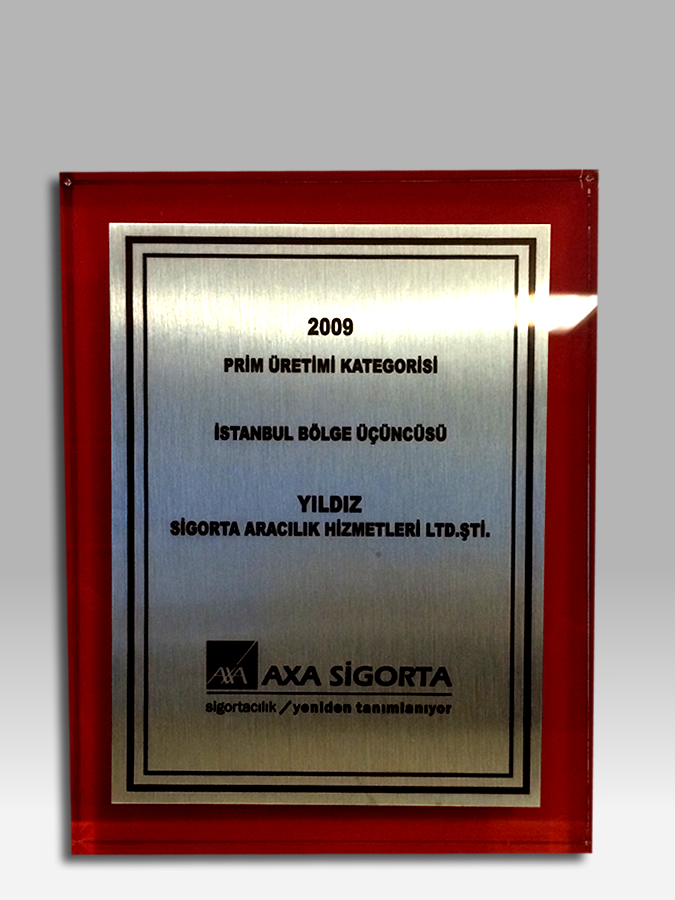 2009
PRİM ÜRETİMİ KATEGORİSİ
İSTANBUL BÖLGE ÜÇÜNCÜSÜ
YILDIZ
SİGORTA ARACILIK HİZMETLERİ LTD.ŞTİ.
AXA AXA SİGORTA
sigortacılık / yeniden tanımlanıyor